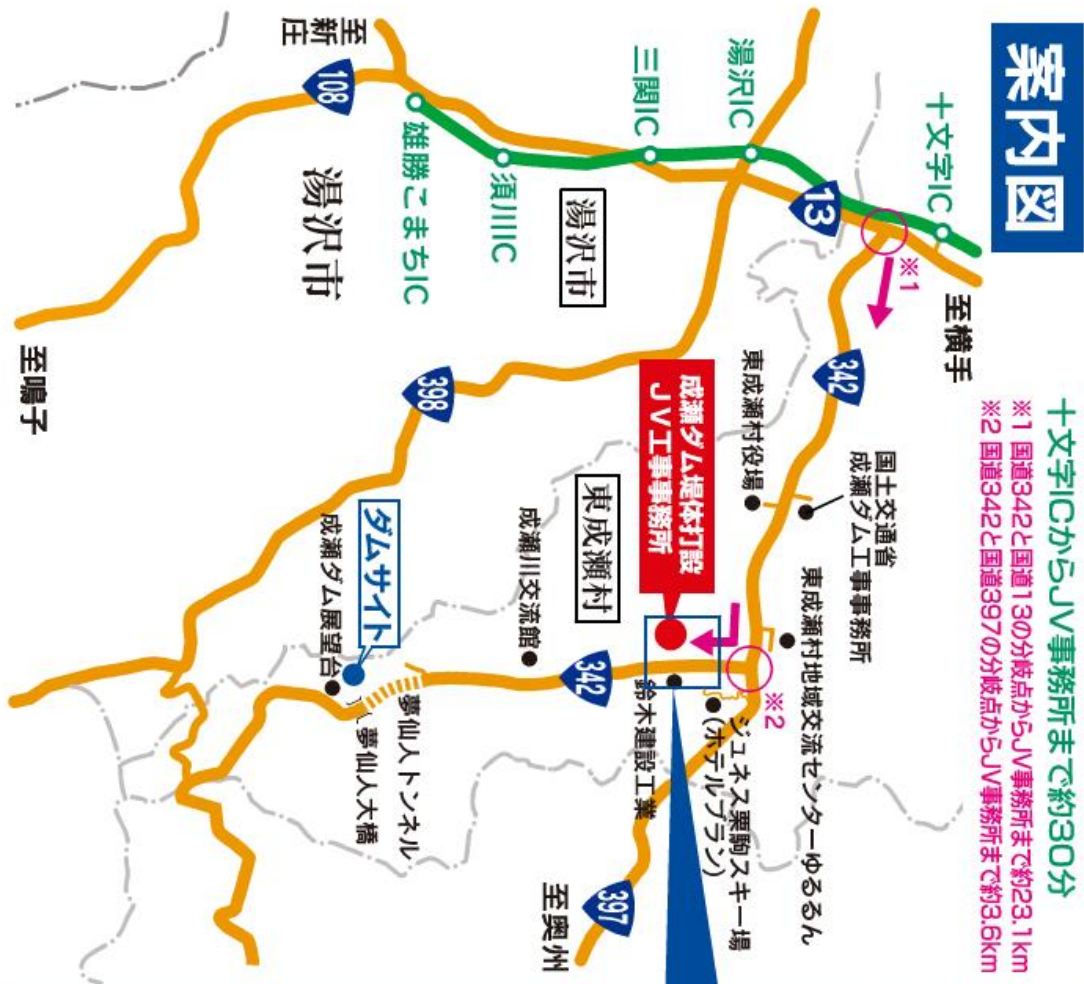 案内図
十文字ICからJV事務所まで約30分
※1 国道342と国道13の分岐点からJV事務所まで約23.1km
※2 国道342と国道397の分岐点からJV事務所まで約3.6km
至横手
十文字IC
※1
13
湯沢IC
三関IC
須川IC
雄勝こまちIC
至新庄
108
湯沢市
湯沢市
至鳴子
398
342
東成瀬村役場
国土交通省
成瀬ダム工事事務所
成瀬ダム堤体打設
JV工事事務所
東成瀬村
東成瀬村地域交流センターゆるるん
※2
ジュネス栗駒スキー場
(ホテルブラン)
鈴木建設工業
342
成瀬川交流館
ダムサイト
成瀬ダム展望台
夢仙人トンネル
夢仙人大橋
397
至奥州